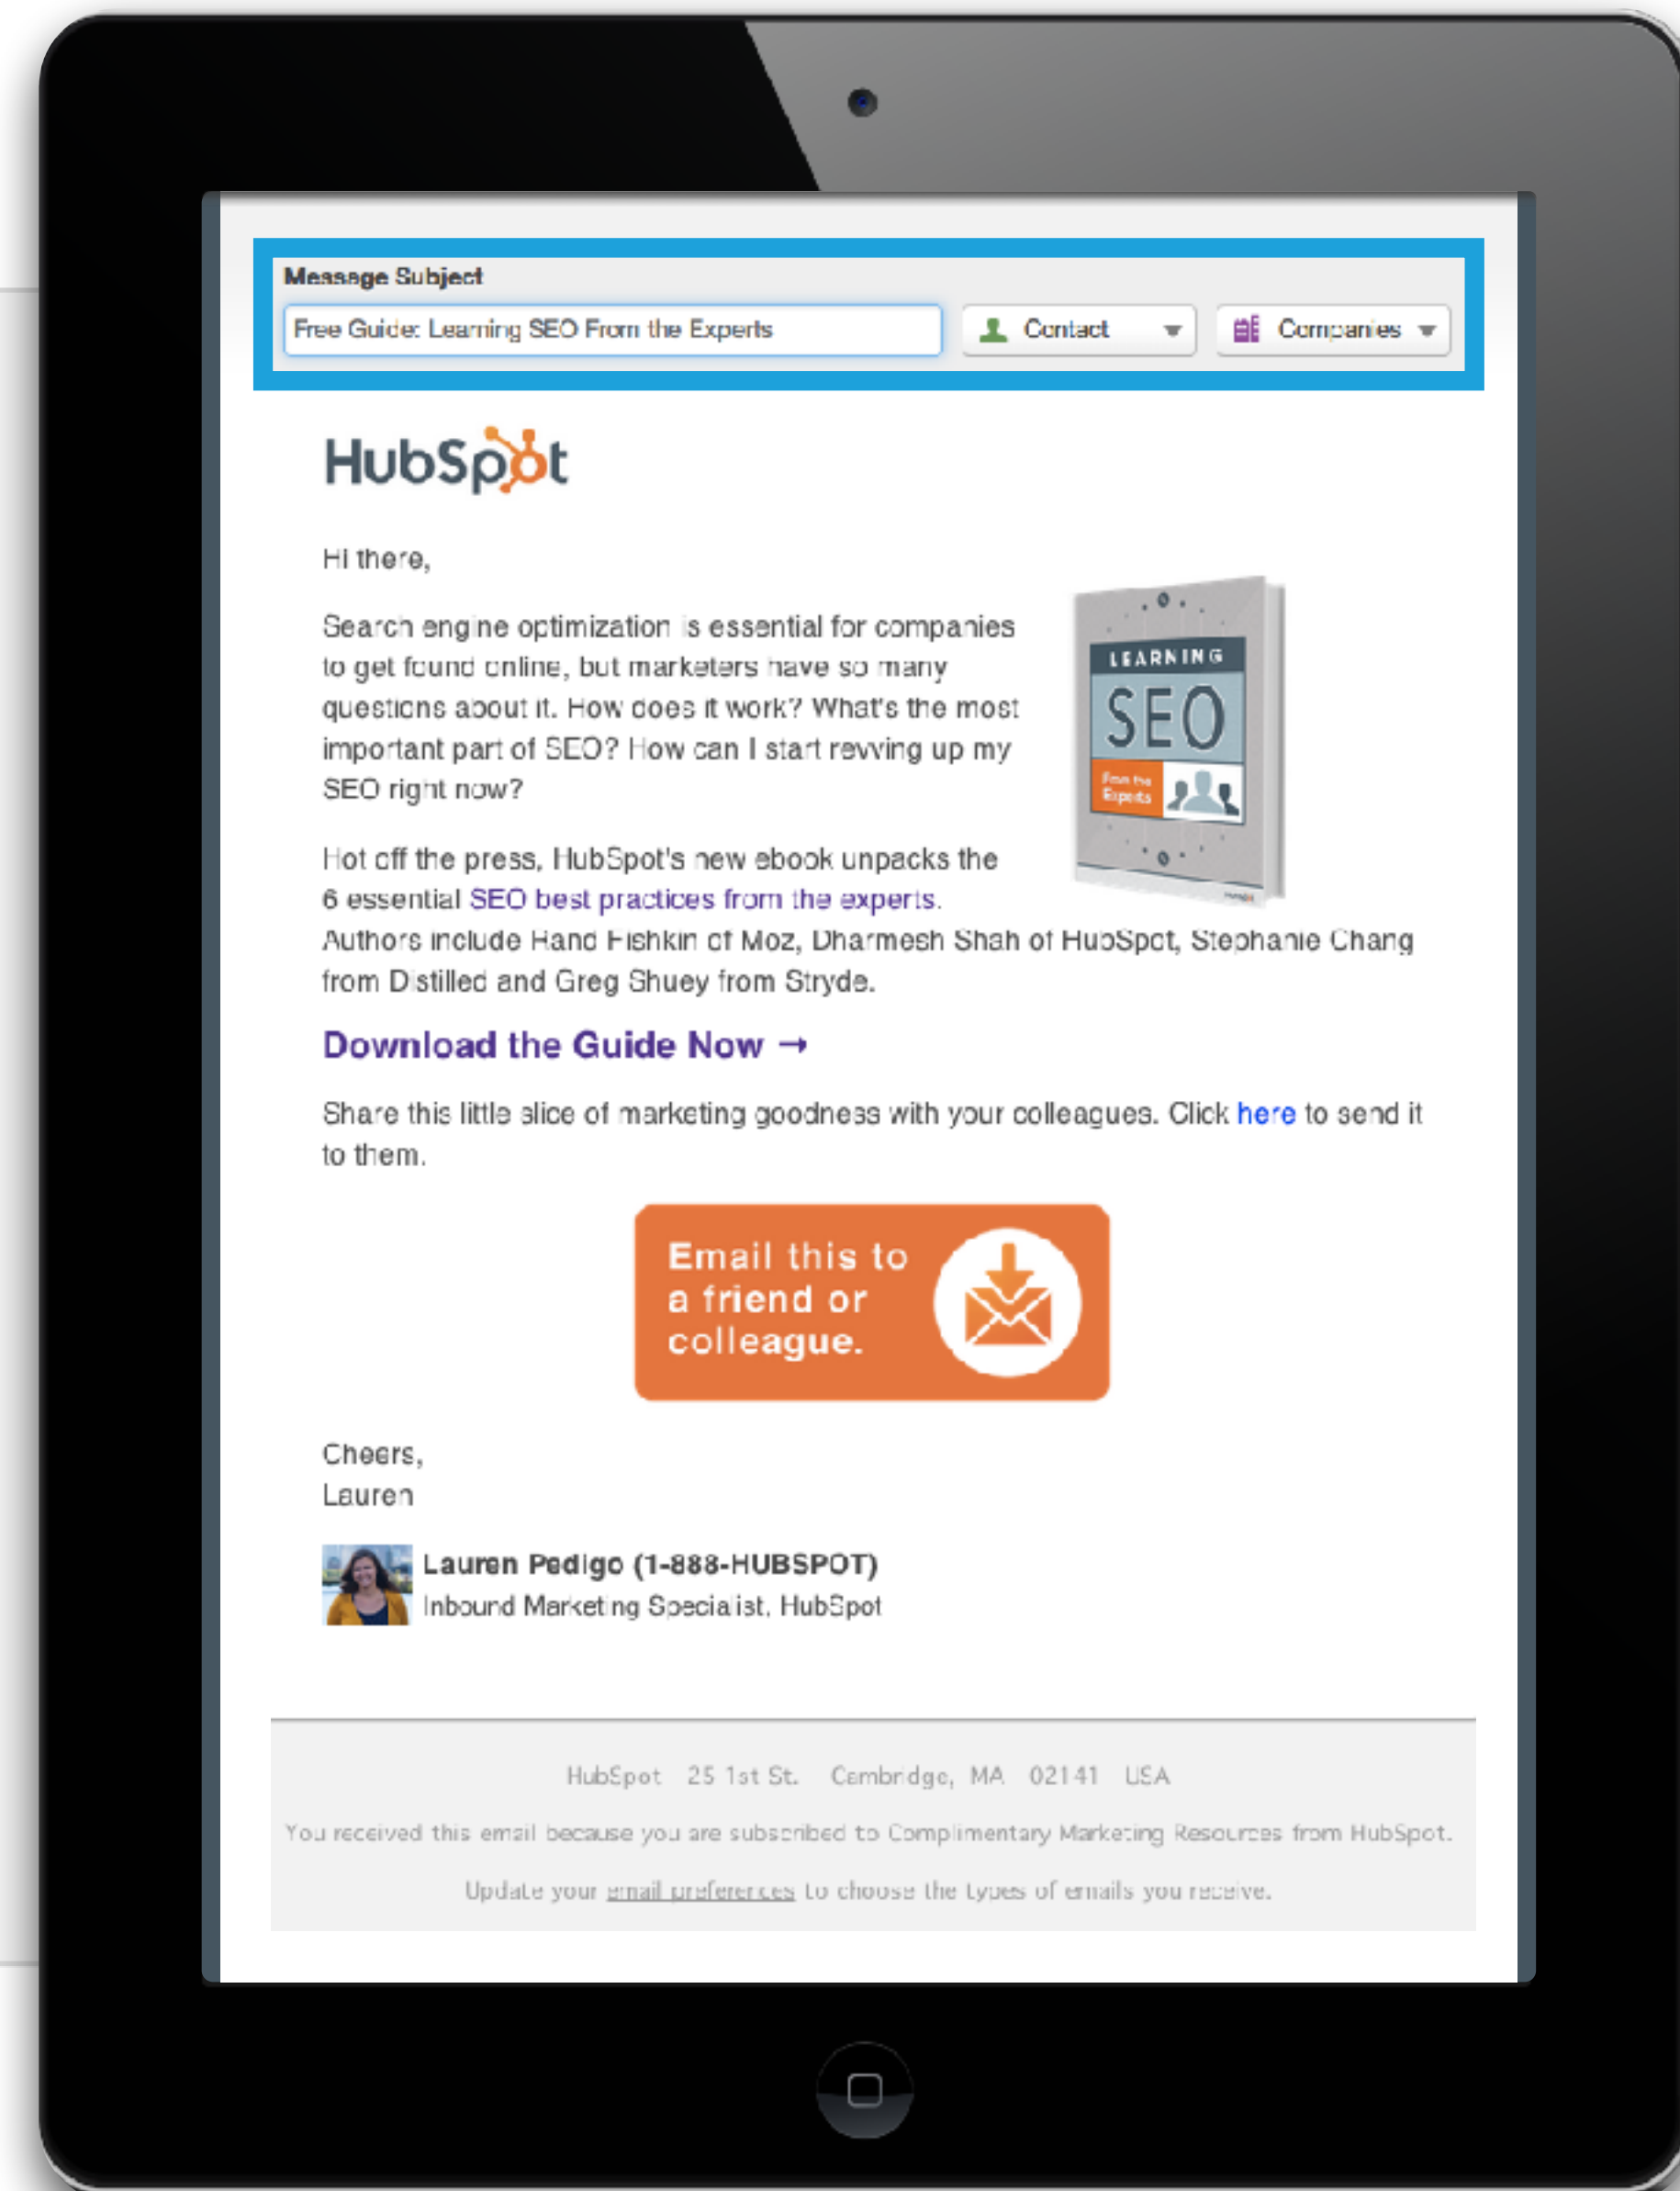 Message Subject
Free Guide: Learning SEO From the Experts
Contact
Companies
HubSpot
Hi there,
Search engine optimization is essential for companies
to get found online, but marketers have so many
questions about it. How does it work? What's the most
important part of SEO? How can I start revving up my
SEO right now?
LEARNING
SEO
From the
Experts
Hot off the press, HubSpot's new ebook unpacks the
6 essential SEO best practices from the experts.
Authors include Rand Fishkin of Moz, Dharmesh Shah of HubSpot, Stephanie Chang
from Distilled and Greg Shuey from Stryde.
Download the Guide Now →
Share this little slice of marketing goodness with your colleagues. Click here to send it
to them.
Email this to
a friend or
colleague.
Cheers,
Lauren
Lauren Pedigo (1-888-HUBSPOT)
Inbound Marketing Specialist, HubSpot
HubSpot 25 1st St. Cambridge, MA 02141 USA
You received this email because you are subscribed to Complimentary Marketing Resources from HubSpot.
Update your email preferences to choose the types of emails you receive.